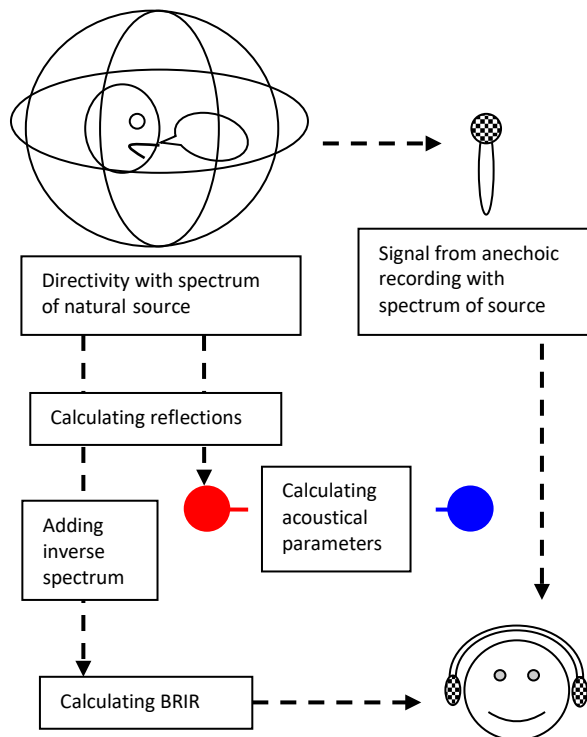 Directivity with spectrum
of natural source
Signal from anechoic
recording with
spectrum of source
Calculating reflections
Calculating
acoustical
parameters
Adding
inverse
spectrum
Calculating BRIR